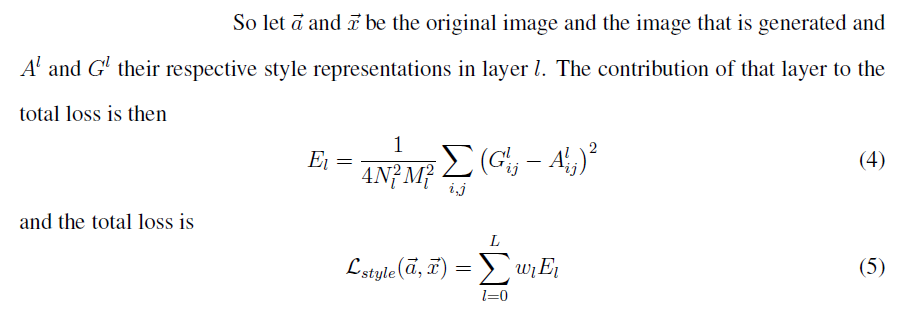 So let $\vec{a}$ and $\vec{x}$ be the original image and the image that is generated and
$A^l$ and $G^l$ their respective style representations in layer $l$. The contribution of that layer to the
total loss is then
$E_l = \frac{1}{4N_l^2 M_l^2} \sum_{i,j} \left( G_{ij}^l - A_{ij}^l \right)^2$ (4)
and the total loss is
$\mathcal{L}_{style}(\vec{a}, \vec{x}) = \sum_{l=0}^{L} w_l E_l$ (5)